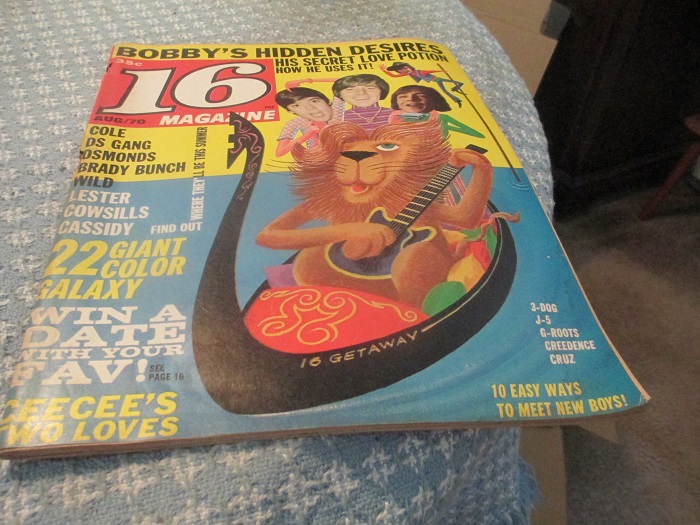 BOBBY'S HIDDEN DESIRES
HIS SECRET LOVE POTION
HOW HE USES IT!
35¢
16
MAGAZINE
AUG/70
COLE
DS GANG
OSMONDS
BRADY BUNCH
WILD
LESTER
COWSILLS
CASSIDY
FIND OUT
WHERE THEY'LL BE THIS SUMMER
22 GIANT
COLOR
GALAXY
WIN A
DATE
WITH YOUR
FAV!
SEE
PAGE 16
CEECEE'S
TWO LOVES
16 GETAWAY
3-DOG
J-5
G-ROOTS
CREEDENCE
CRUZ
10 EASY WAYS
TO MEET NEW BOYS!